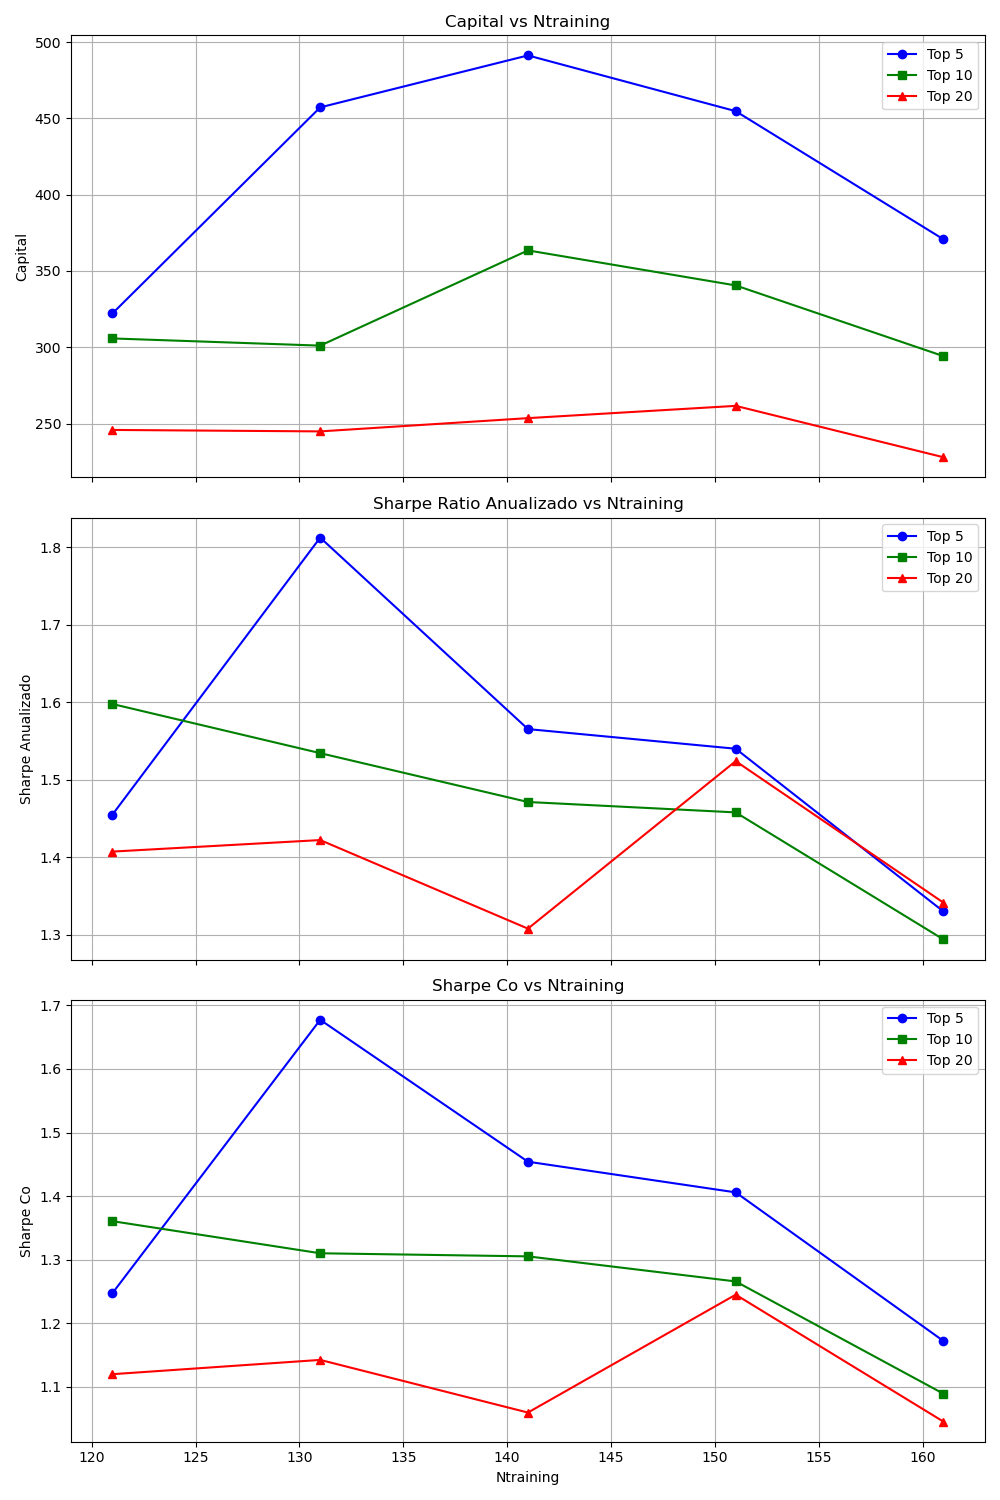 Capital vs Ntraining
500
450
400
350
300
250
Capital
Top 5
Top 10
Top 20
Sharpe Ratio Anualizado vs Ntraining
1.8
1.7
1.6
1.5
1.4
1.3
Sharpe Anualizado
Top 5
Top 10
Top 20
Sharpe Co vs Ntraining
1.7
1.6
1.5
1.4
1.3
1.2
1.1
Sharpe Co
Top 5
Top 10
Top 20
120 125 130 135 140 145 150 155 160
Ntraining